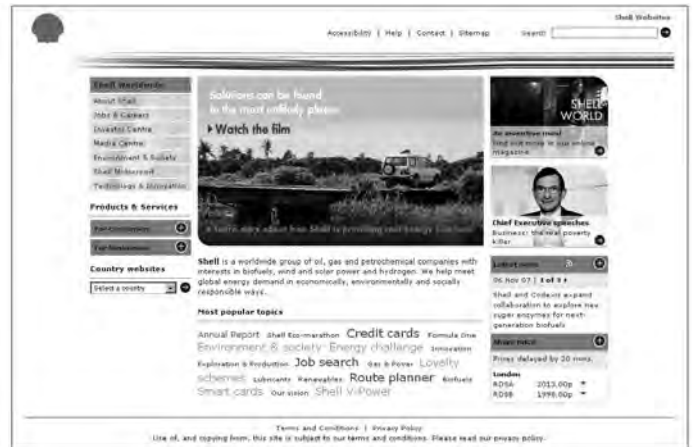 Shell Websites
Accessibility | Help | Contact | Sitemap
Search
Shell Worldwide
About Shell
Jobs & Careers
Investor Centre
Media Centre
Environment & Society
Shell Motorsport
Technology & Innovation
Products & Services
For Consumers
For Businesses
Country websites
Select a country
Solutions can be found
in the most unlikely places
Watch the film
Shell is a worldwide group of oil, gas and petrochemical companies with
interests in biofuels, wind and solar power and hydrogen. We help meet
global energy demand in economically, environmentally and socially
responsible ways.
Most popular topics
Annual Report Shell Eco-marathon Credit cards Formula One
Environment & society Energy challenge Innovation
Exploration & Production Job search Gas & Power Loyalty
schemes Lubricants Renewables Route planner Biofuels
Smart cards Our vision Shell V-Power
SHELL
WORLD
An inventive mind
Find out more in our online
magazine
Chief Executive speeches
Business: the real poverty
killer
Latest news
06 Nov 07 | 1 of 3
Shell and Codexis expand
collaboration to explore new
super enzymes for next-
generation biofuels
Share price
Prices delayed by 20 mins.
London
RDSA 2013.00p
RDSB 1998.00p
Terms and Conditions | Privacy Policy
Use of, and copying from, this site is subject to our terms and conditions. Please read our privacy policy.